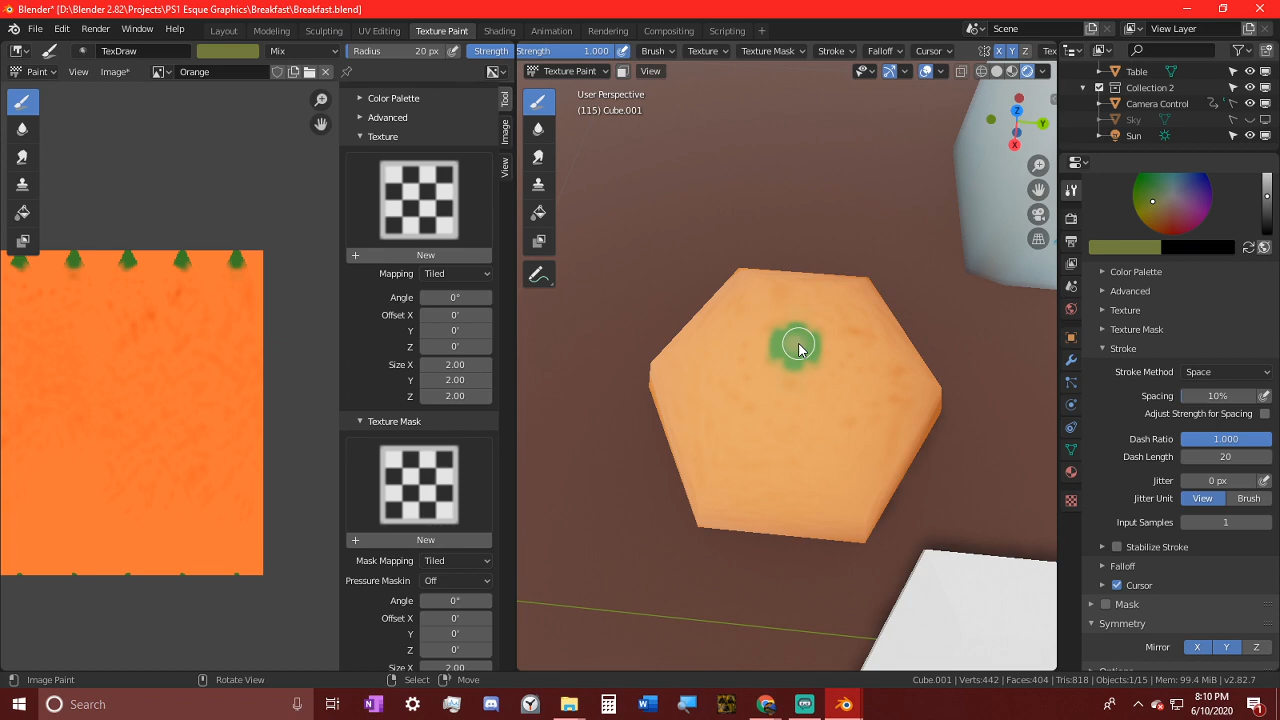 Blender* [D:\Blender 2.82\Projects\PS1 Esque Graphics\Breakfast\Breakfast.blend]
File Edit Render Window Help Layout Modeling Sculpting UV Editing Texture Paint Shading Animation Rendering Compositing Scripting + Scene View Layer
TexDraw Mix Radius 20 px Strength Strength 1.000 Brush Texture Texture Mask Stroke Falloff Cursor X Y Z Tex
Paint View Image* Orange Texture Paint View
Table
Collection 2
Camera Control
Sky
Sun
User Perspective
(115) Cube.001
Z
Y
X
Tool
Image
View
Color Palette
Advanced
Texture
+ New
Mapping Tiled
Angle 0°
Offset X 0'
Y 0'
Z 0'
Size X 2.00
Y 2.00
Z 2.00
Texture Mask
+ New
Mask Mapping Tiled
Pressure Maskin Off
Angle 0°
Offset X 0'
Y 0'
Z 0'
Size X 2.00
Color Palette
Advanced
Texture
Texture Mask
Stroke
Stroke Method Space
Spacing 10%
Adjust Strength for Spacing
Dash Ratio 1.000
Dash Length 20
Jitter 0 px
Jitter Unit View Brush
Input Samples 1
Stabilize Stroke
Falloff
Cursor
Mask
Symmetry
Mirror X Y Z
Image Paint Rotate View Select Move Cube.001 | Verts:442 | Faces:404 | Tris:818 | Objects:1/15 | Mem: 99.4 MiB | v2.82.7
Search
8:10 PM
6/10/2020